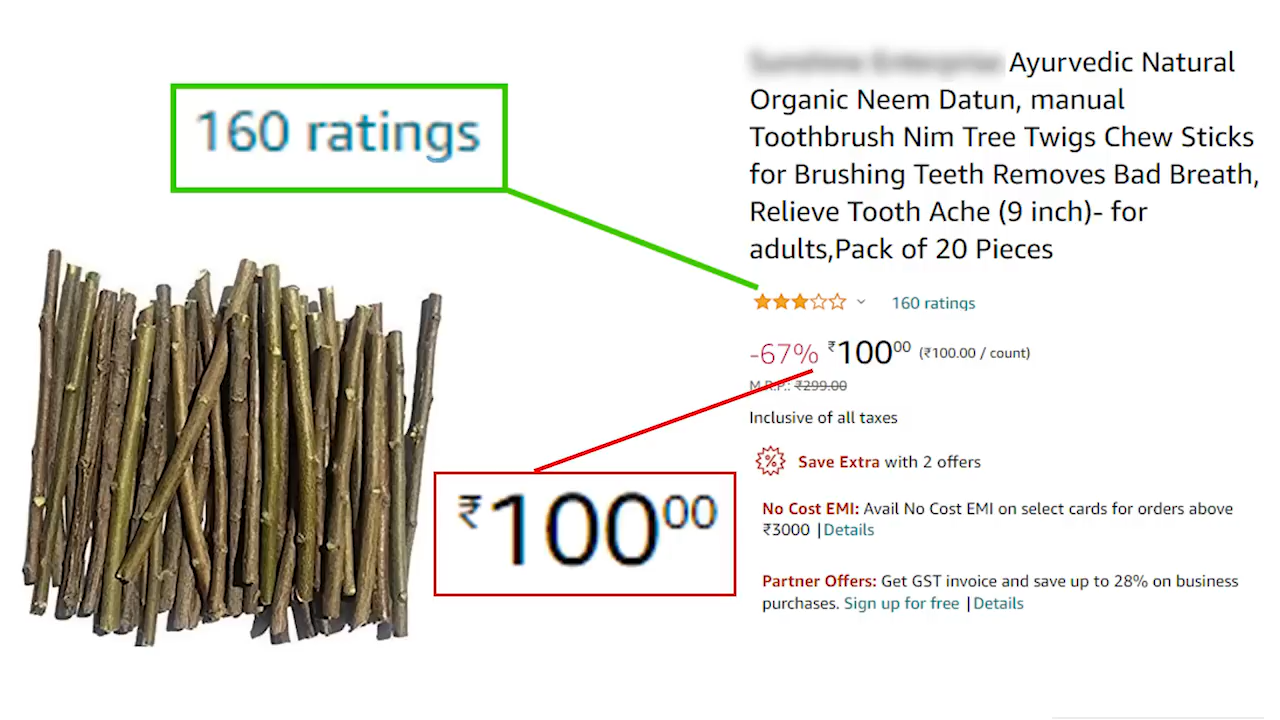 160 ratings
Ayurvedic Natural
Organic Neem Datun, manual
Toothbrush Nim Tree Twigs Chew Sticks
for Brushing Teeth Removes Bad Breath,
Relieve Tooth Ache (9 inch)- for
adults,Pack of 20 Pieces
160 ratings
-67% ₹10000 (₹100.00 / count)
M.R.P.: ₹299.00
Inclusive of all taxes
Save Extra with 2 offers
No Cost EMI: Avail No Cost EMI on select cards for orders above
₹3000 |Details
₹10000
Partner Offers: Get GST invoice and save up to 28% on business
purchases. Sign up for free |Details